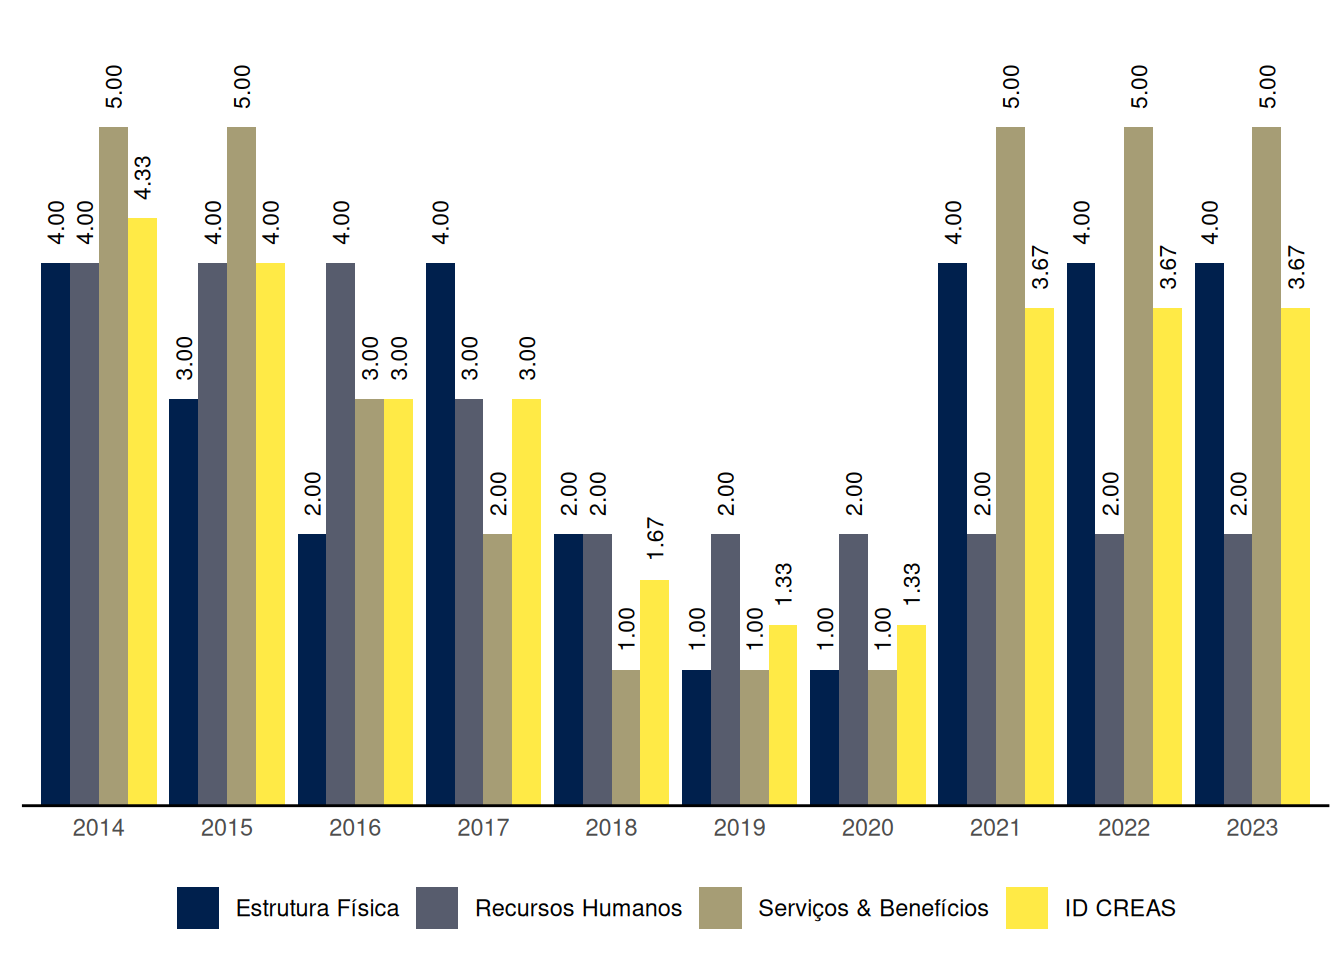 4.00 4.00 5.00 4.33
3.00 4.00 5.00 4.00
2.00 4.00 3.00 3.00
4.00 3.00 2.00 3.00
2.00 2.00 1.00 1.67
1.00 2.00 1.00 1.33
1.00 2.00 1.00 1.33
4.00 2.00 5.00 3.67
4.00 2.00 5.00 3.67
4.00 2.00 5.00 3.67
2014 2015 2016 2017 2018 2019 2020 2021 2022 2023
Estrutura Física Recursos Humanos Serviços & Benefícios ID CREAS